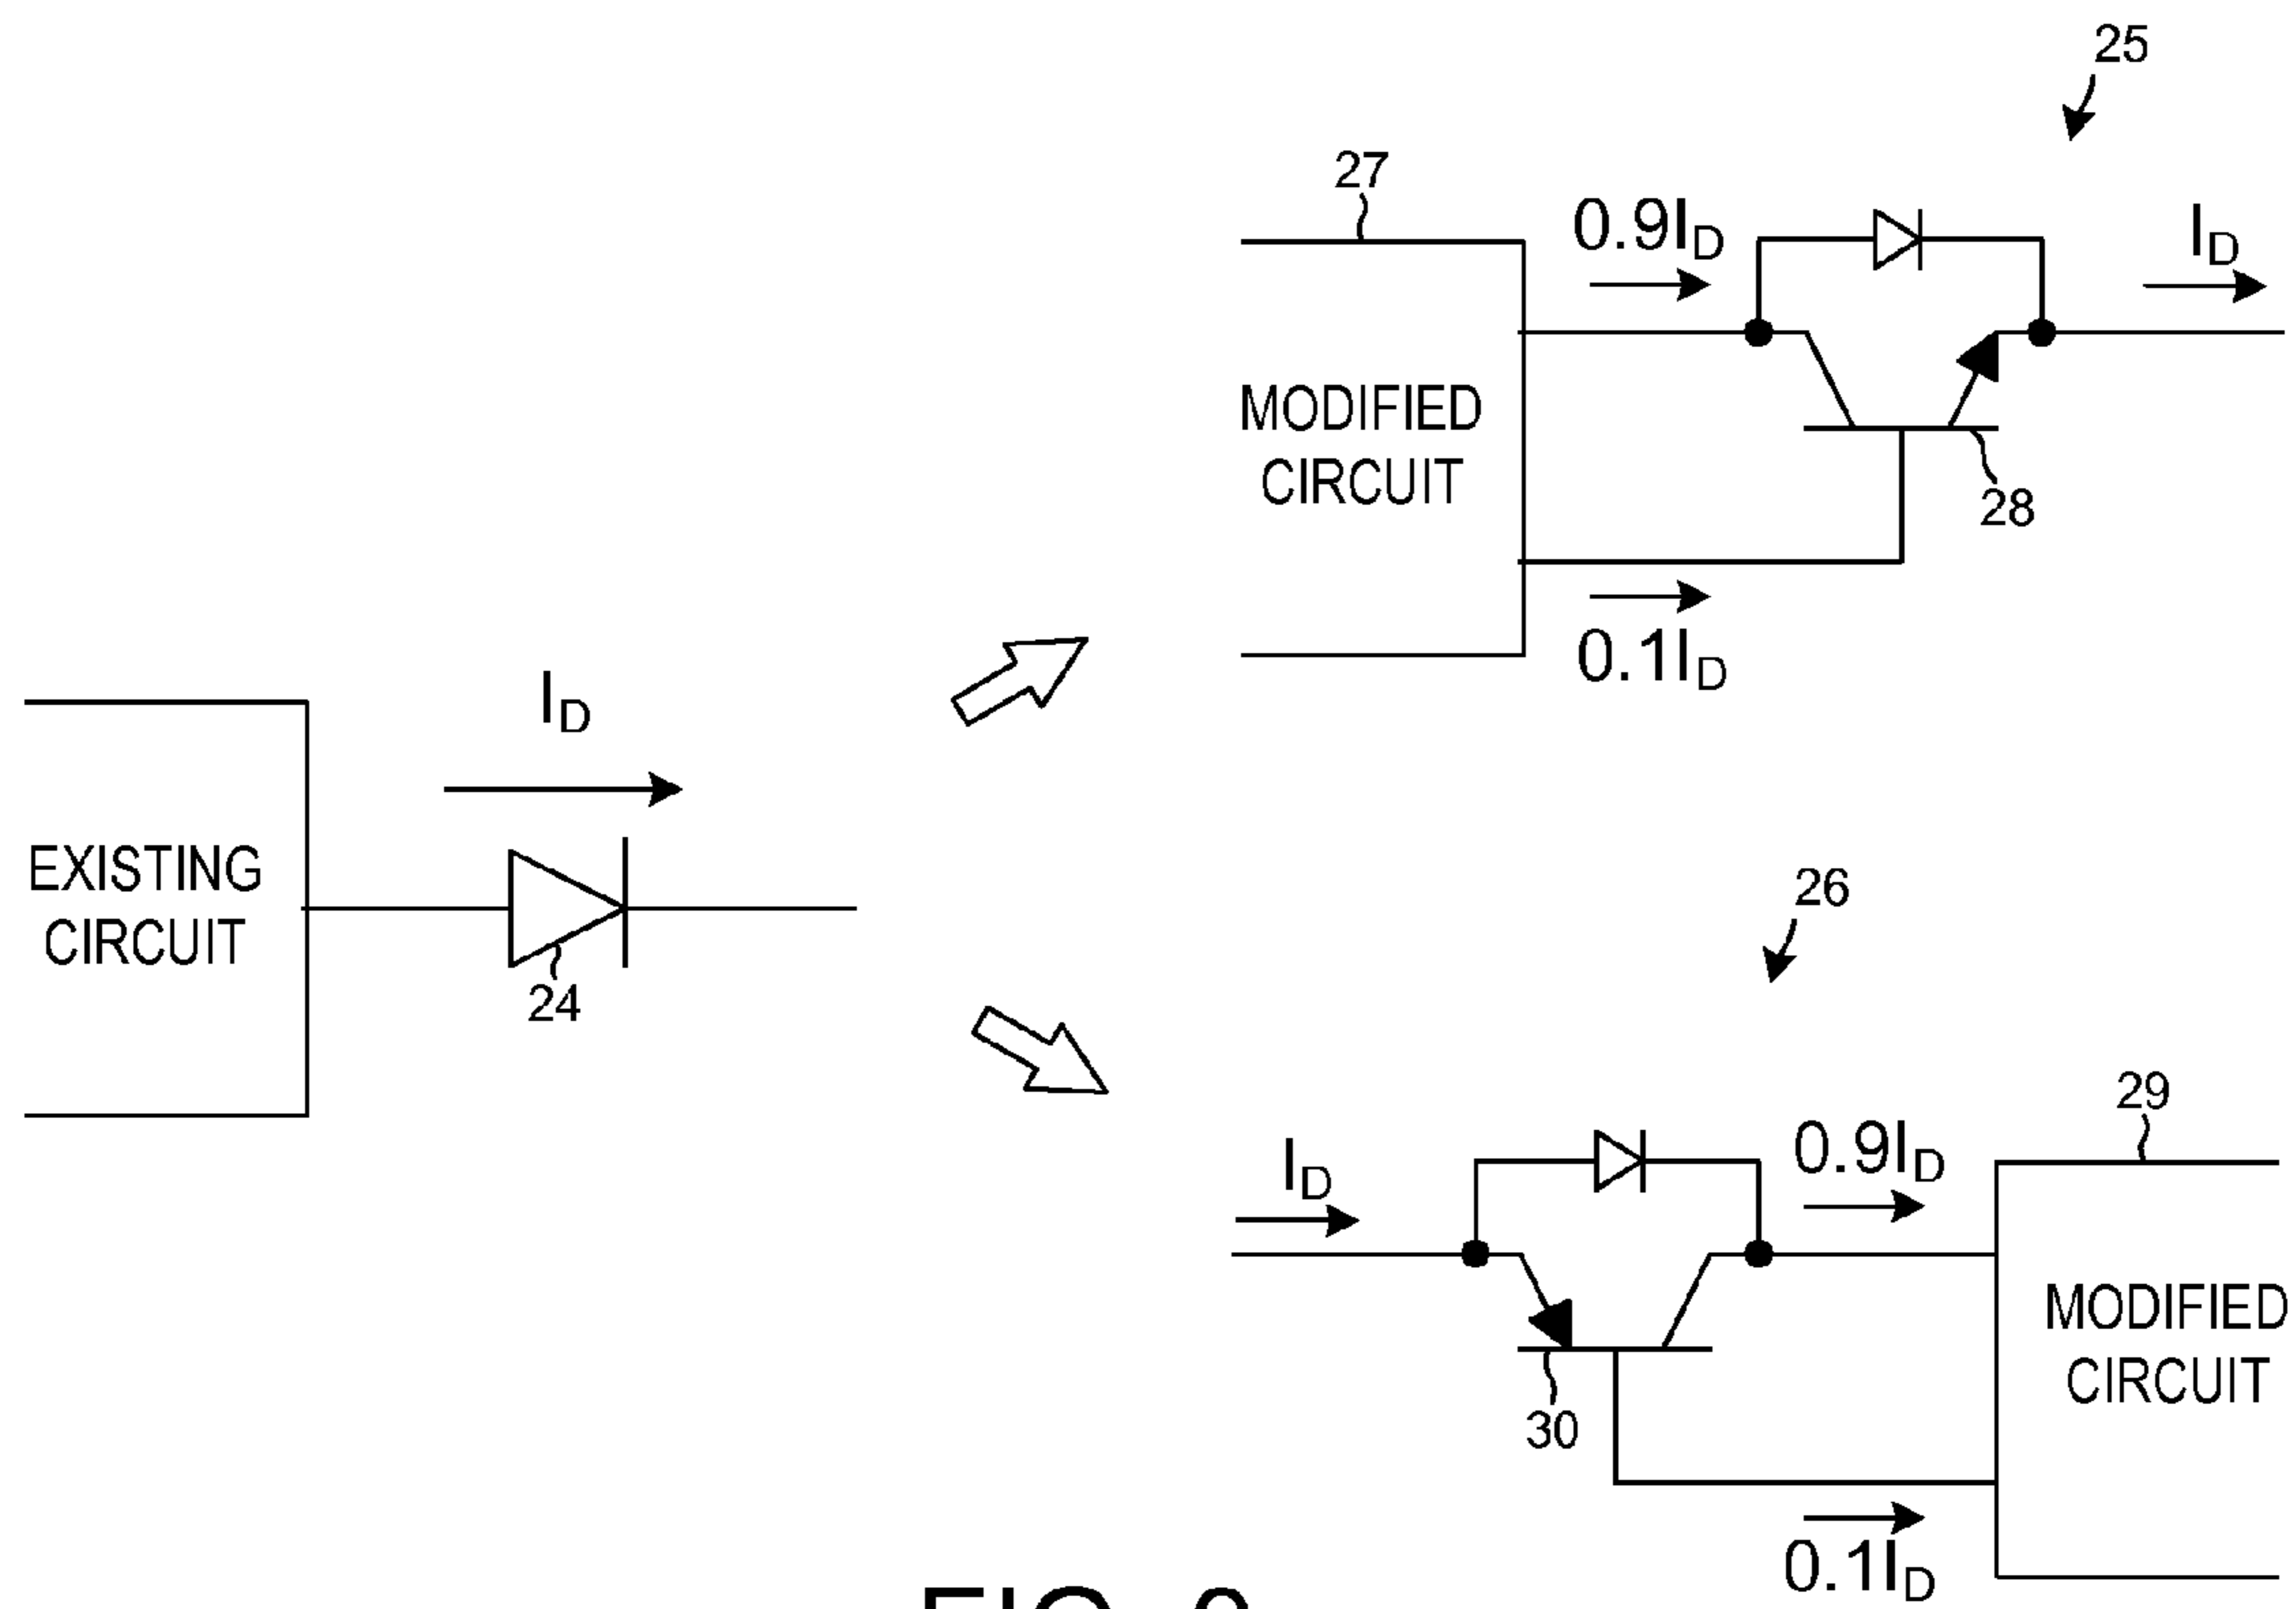 25
27
0.9I_D
I_D
MODIFIED
CIRCUIT
28
0.1I_D
I_D
EXISTING
CIRCUIT
24
26
29
I_D
0.9I_D
MODIFIED
CIRCUIT
30
0.1I_D
FIG.